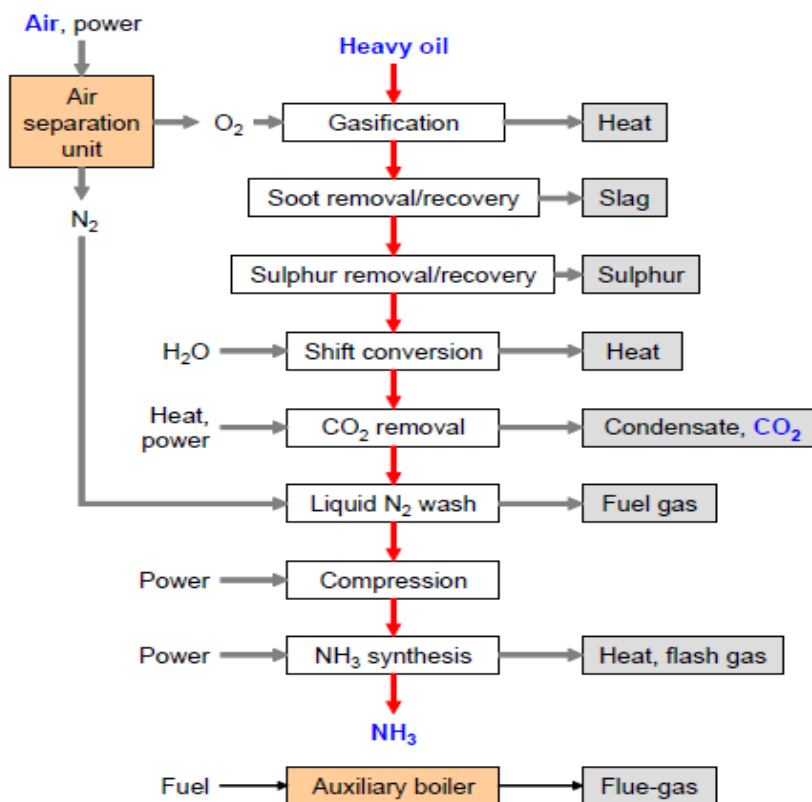 Air, power
Heavy oil
Air
separation
unit
O₂
Gasification
Heat
Soot removal/recovery
Slag
N₂
Sulphur removal/recovery
Sulphur
H₂O
Shift conversion
Heat
Heat,
power
CO₂ removal
Condensate, CO₂
Liquid N₂ wash
Fuel gas
Power
Compression
Power
NH₃ synthesis
Heat, flash gas
NH₃
Fuel
Auxiliary boiler
Flue-gas